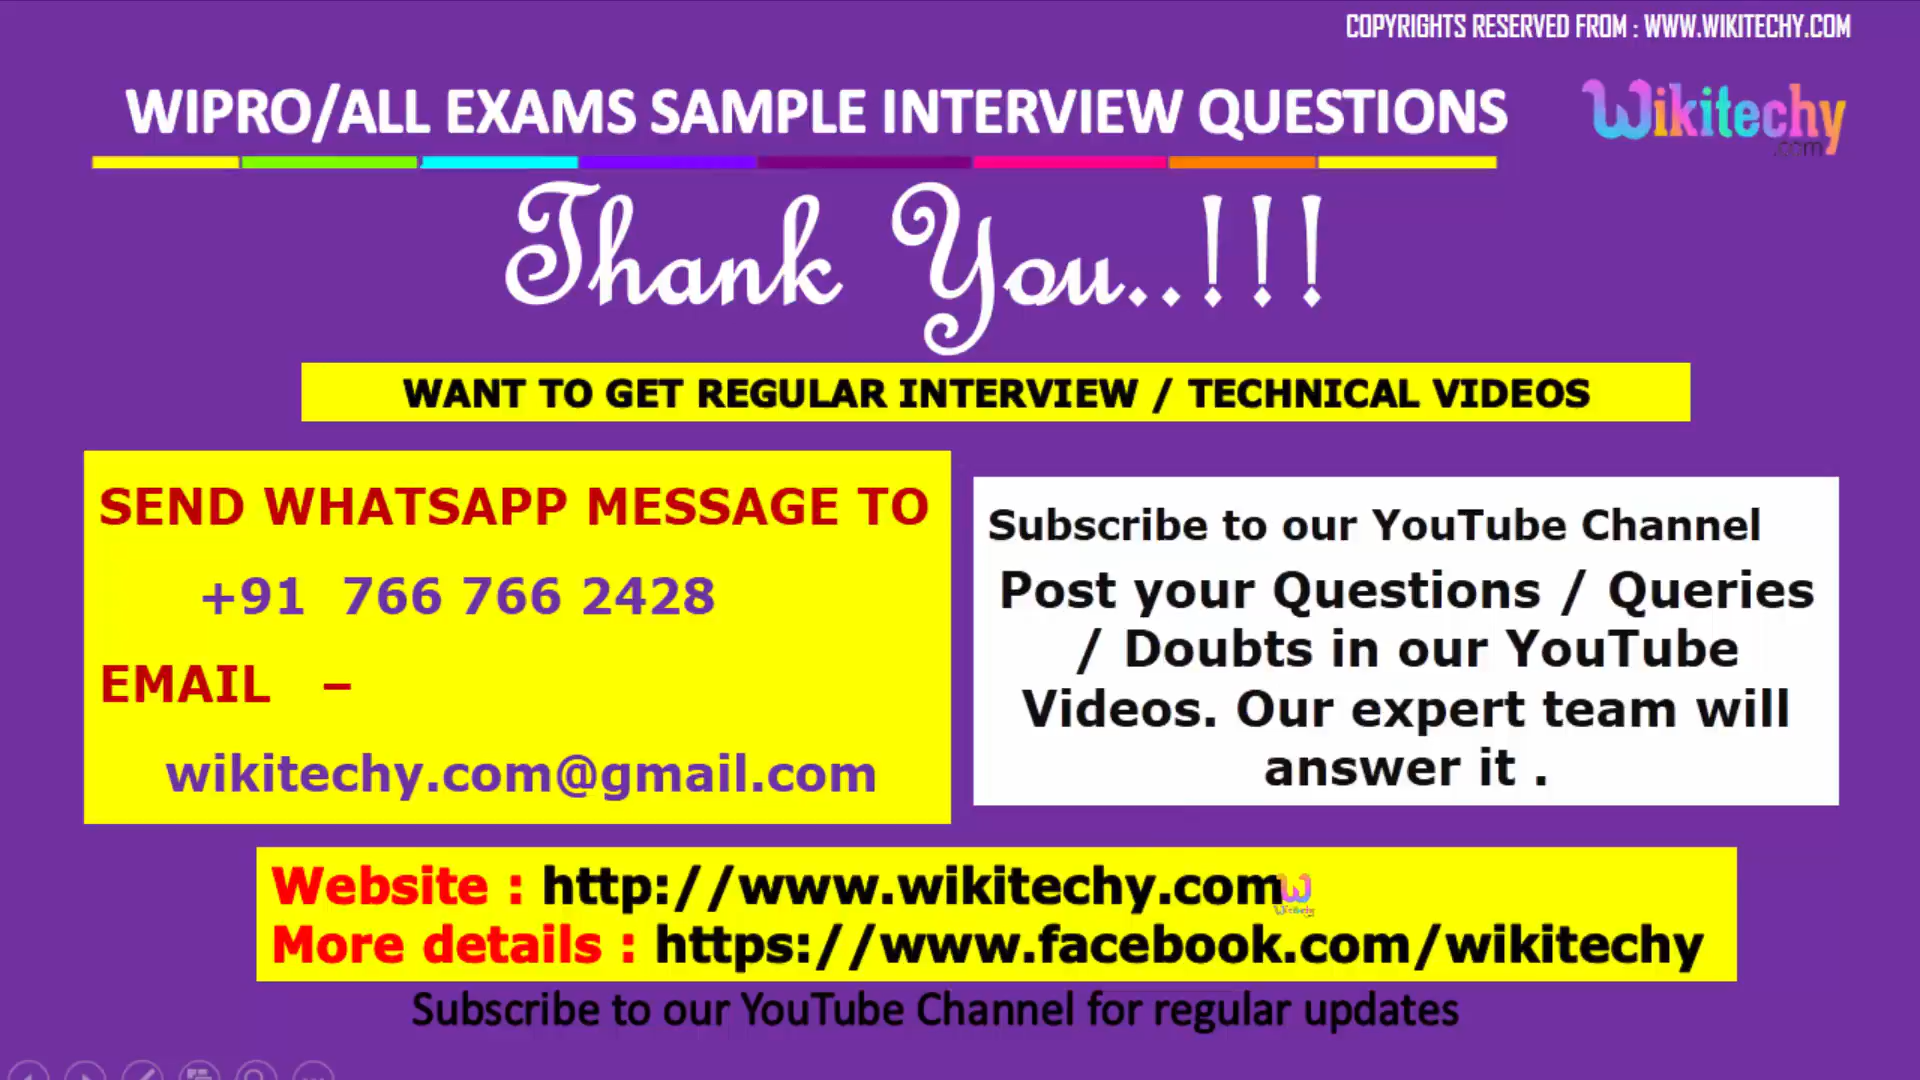 COPYRIGHTS RESERVED FROM : WWW.WIKITECHY.COM
WIPRO/ALL EXAMS SAMPLE INTERVIEW QUESTIONS
Wikitechy
.com
Thank You..!!!
WANT TO GET REGULAR INTERVIEW / TECHNICAL VIDEOS
SEND WHATSAPP MESSAGE TO
+91 766 766 2428
EMAIL –
wikitechy.com@gmail.com
Subscribe to our YouTube Channel
Post your Questions / Queries
/ Doubts in our YouTube
Videos. Our expert team will
answer it .
Website : http://www.wikitechy.com
W
Wikitechy
More details : https://www.facebook.com/wikitechy
Subscribe to our YouTube Channel for regular updates